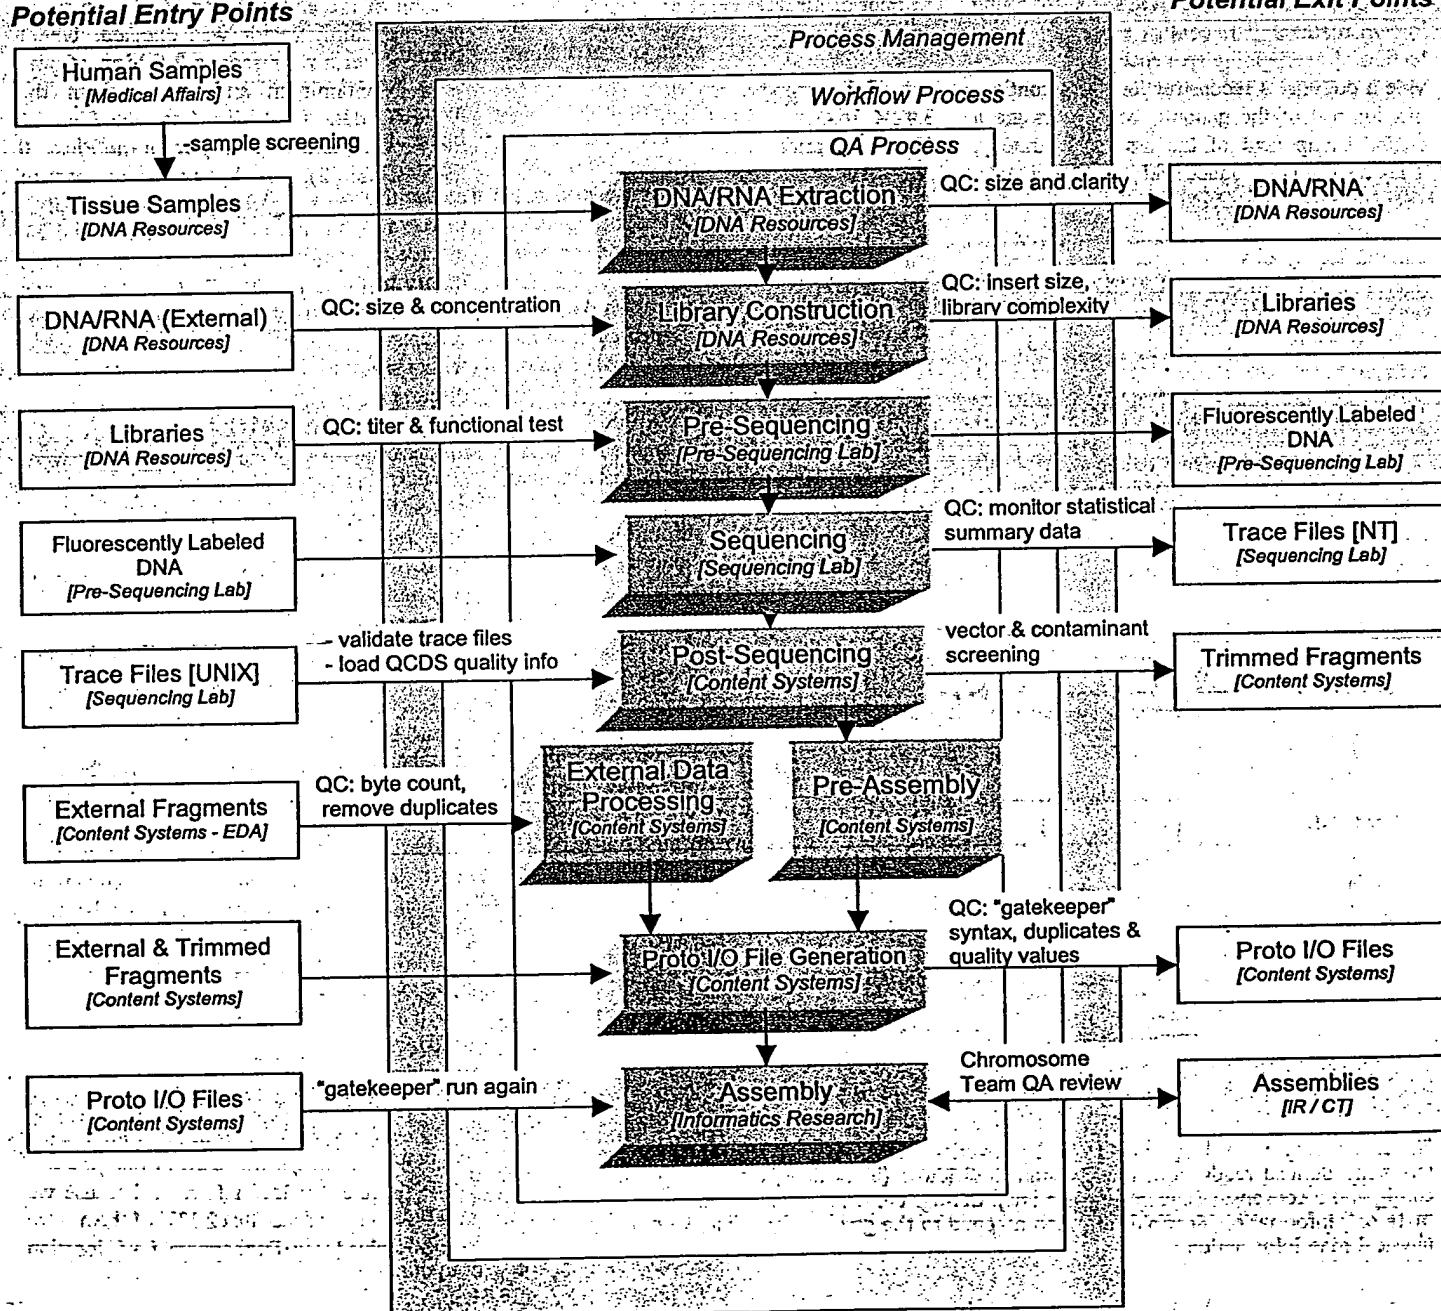 Potential Entry Points
Potential Exit Points
Process Management
Workflow Process
QA Process
Human Samples
[Medical Affairs]
-sample screening
Tissue Samples
[DNA Resources]
DNA/RNA Extraction
[DNA Resources]
QC: size and clarity
DNA/RNA
[DNA Resources]
DNA/RNA (External)
[DNA Resources]
QC: size & concentration
Library Construction
[DNA Resources]
QC: insert size,
library complexity
Libraries
[DNA Resources]
Libraries
[DNA Resources]
QC: titer & functional test
Pre-Sequencing
[Pre-Sequencing Lab]
Fluorescently Labeled
DNA
[Pre-Sequencing Lab]
Fluorescently Labeled
DNA
[Pre-Sequencing Lab]
Sequencing
[Sequencing Lab]
QC: monitor statistical
summary data
Trace Files [NT]
[Sequencing Lab]
Trace Files [UNIX]
[Sequencing Lab]
- validate trace files
- load QCDS quality info
Post-Sequencing
[Content Systems]
vector & contaminant
screening
Trimmed Fragments
[Content Systems]
External Fragments
[Content Systems - EDA]
QC: byte count,
remove duplicates
External Data
Processing
[Content Systems]
Pre-Assembly
[Content Systems]
External & Trimmed
Fragments
[Content Systems]
Proto I/O File Generation
[Content Systems]
QC: "gatekeeper"
syntax, duplicates &
quality values
Proto I/O Files
[Content Systems]
Proto I/O Files
[Content Systems]
"gatekeeper" run again
Assembly
[Informatics Research]
Chromosome
Team QA review
Assemblies
[IR / CT]